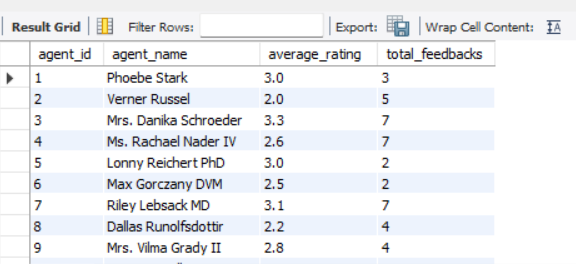 Result Grid Filter Rows: Export: Wrap Cell Content: IA
agent_id agent_name average_rating total_feedbacks
1 Phoebe Stark 3.0 3
2 Verner Russel 2.0 5
3 Mrs. Danika Schroeder 3.3 7
4 Ms. Rachael Nader IV 2.6 7
5 Lonny Reichert PhD 3.0 2
6 Max Gorczany DVM 2.5 2
7 Riley Lebsack MD 3.1 7
8 Dallas Runolfsdottir 2.2 4
9 Mrs. Vilma Grady II 2.8 4